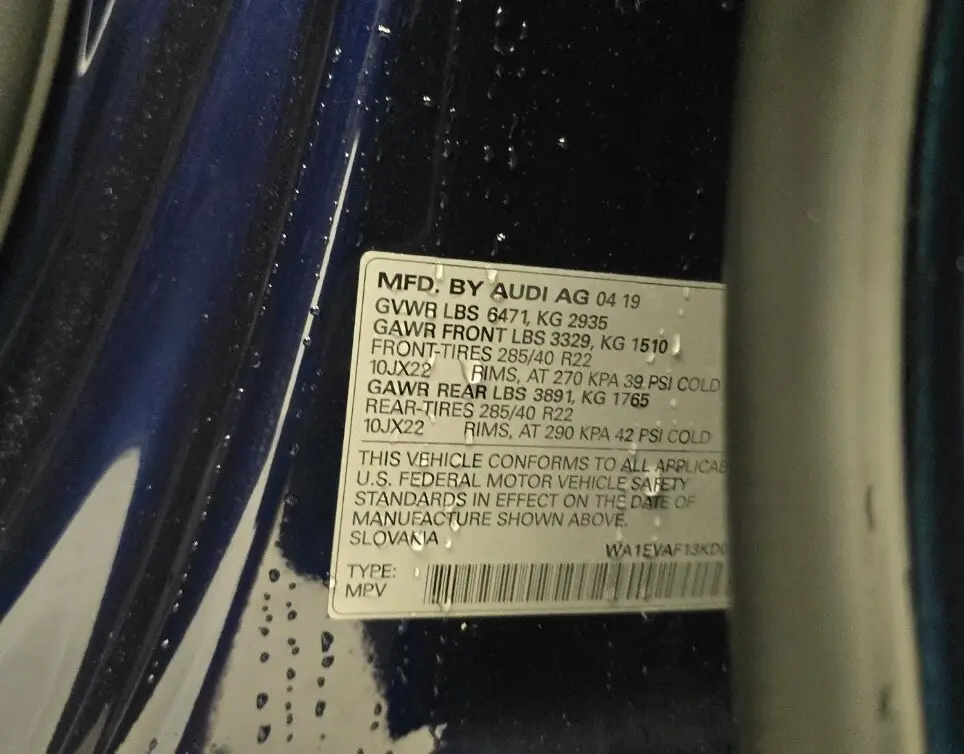 MFD. BY AUDI AG 04 19
GVWR LBS 6471, KG 2935
GAWR FRONT LBS 3329, KG 1510
FRONT-TIRES 285/40 R22
10JX22 RIMS, AT 270 KPA 39 PSI COLD
GAWR REAR LBS 3891, KG 1765
REAR-TIRES 285/40 R22
10JX22 RIMS, AT 290 KPA 42 PSI COLD
THIS VEHICLE CONFORMS TO ALL APPLICAB
U.S. FEDERAL MOTOR VEHICLE SAFETY
STANDARDS IN EFFECT ON THE DATE OF
MANUFACTURE SHOWN ABOVE.
SLOVAKIA
WA1EVAF13KD0
TYPE:
MPV